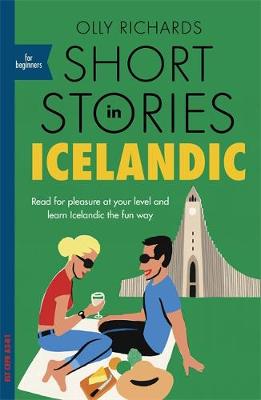 OLLY RICHARDS
for
beginners
SHORT
in
STORIES
ICELANDIC
Read for pleasure at your level and
learn Icelandic the fun way